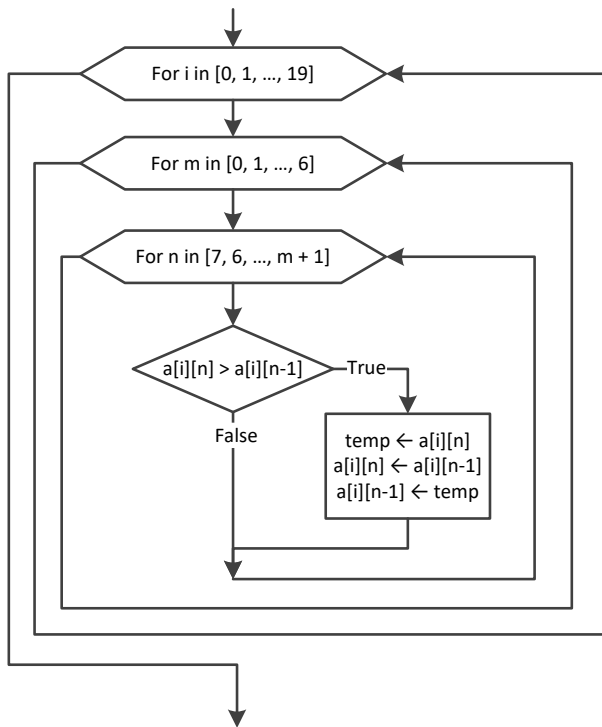 For i in [0, 1, ..., 19]
For m in [0, 1, ..., 6]
For n in [7, 6, ..., m + 1]
a[i][n] > a[i][n-1]
True
False
temp ← a[i][n]
a[i][n] ← a[i][n-1]
a[i][n-1] ← temp